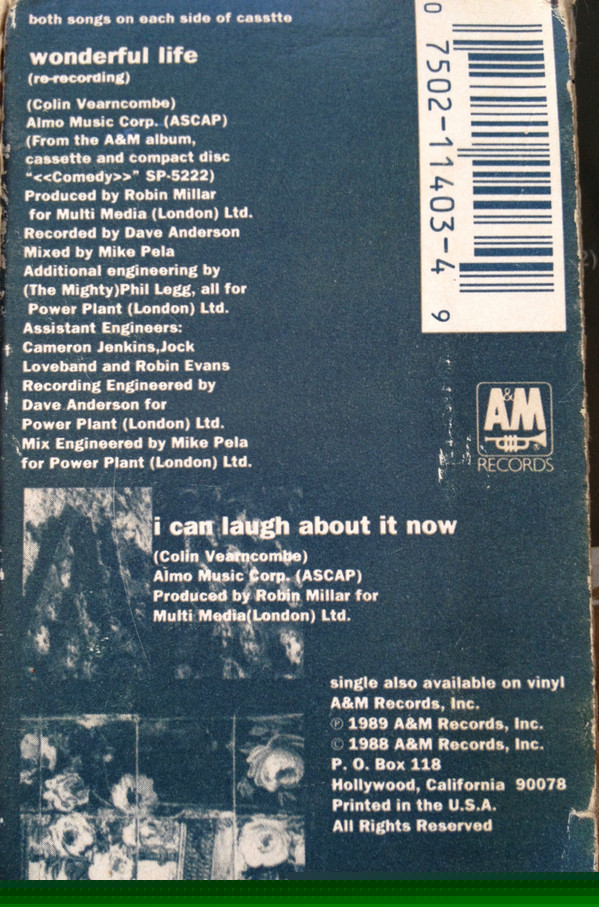 both songs on each side of casstte
wonderful life
(re-recording)
(Colin Vearncombe)
Almo Music Corp. (ASCAP)
(From the A&M album,
cassette and compact disc
"<<Comedy>>" SP-5222)
Produced by Robin Millar
for Multi Media (London) Ltd.
Recorded by Dave Anderson
Mixed by Mike Pela
Additional engineering by
(The Mighty)Phil Legg, all for
Power Plant (London) Ltd.
Assistant Engineers:
Cameron Jenkins,Jock
Loveband and Robin Evans
Recording Engineered by
Dave Anderson for
Power Plant (London) Ltd.
Mix Engineered by Mike Pela
for Power Plant (London) Ltd.
0 7502-11403-4 9
A&M
®
RECORDS
i can laugh about it now
(Colin Vearncombe)
Almo Music Corp. (ASCAP)
Produced by Robin Millar for
Multi Media(London) Ltd.
single also available on vinyl
A&M Records, Inc.
℗ 1989 A&M Records, Inc.
© 1988 A&M Records, Inc.
P. O. Box 118
Hollywood, California 90078
Printed in the U.S.A.
All Rights Reserved